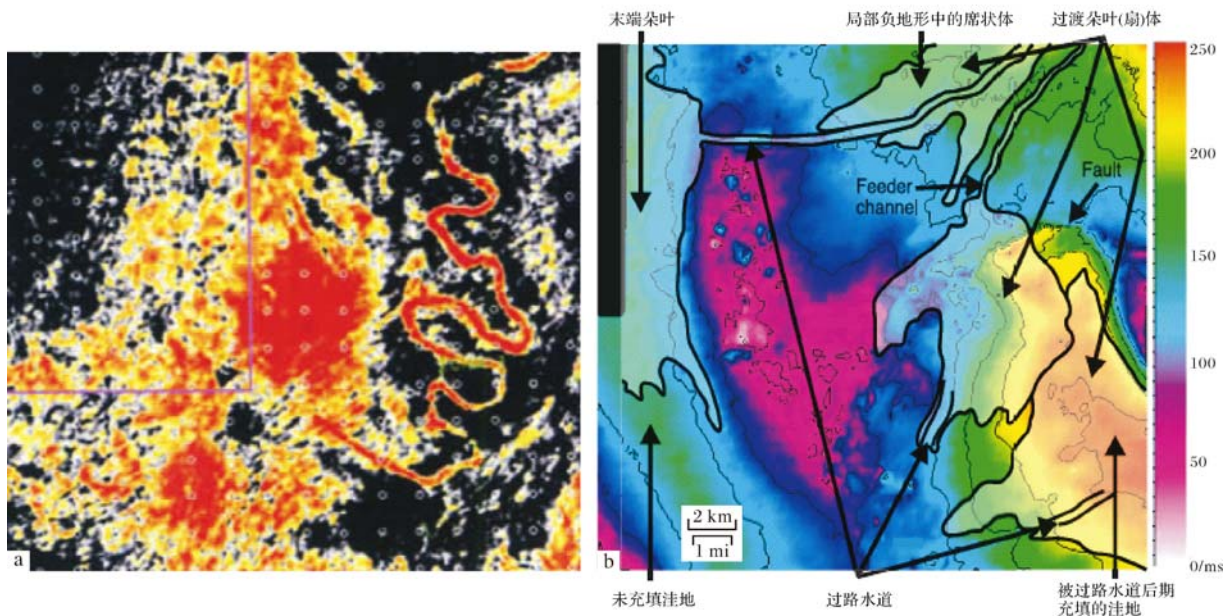 末端朵叶
局部负地形中的席状体
过渡朵叶(扇)体
250
200
150
100
50
0/ms
Feeder
channel
Fault
2 km
1 mi
a
b
未充填洼地
过路水道
被过路水道后期
充填的洼地